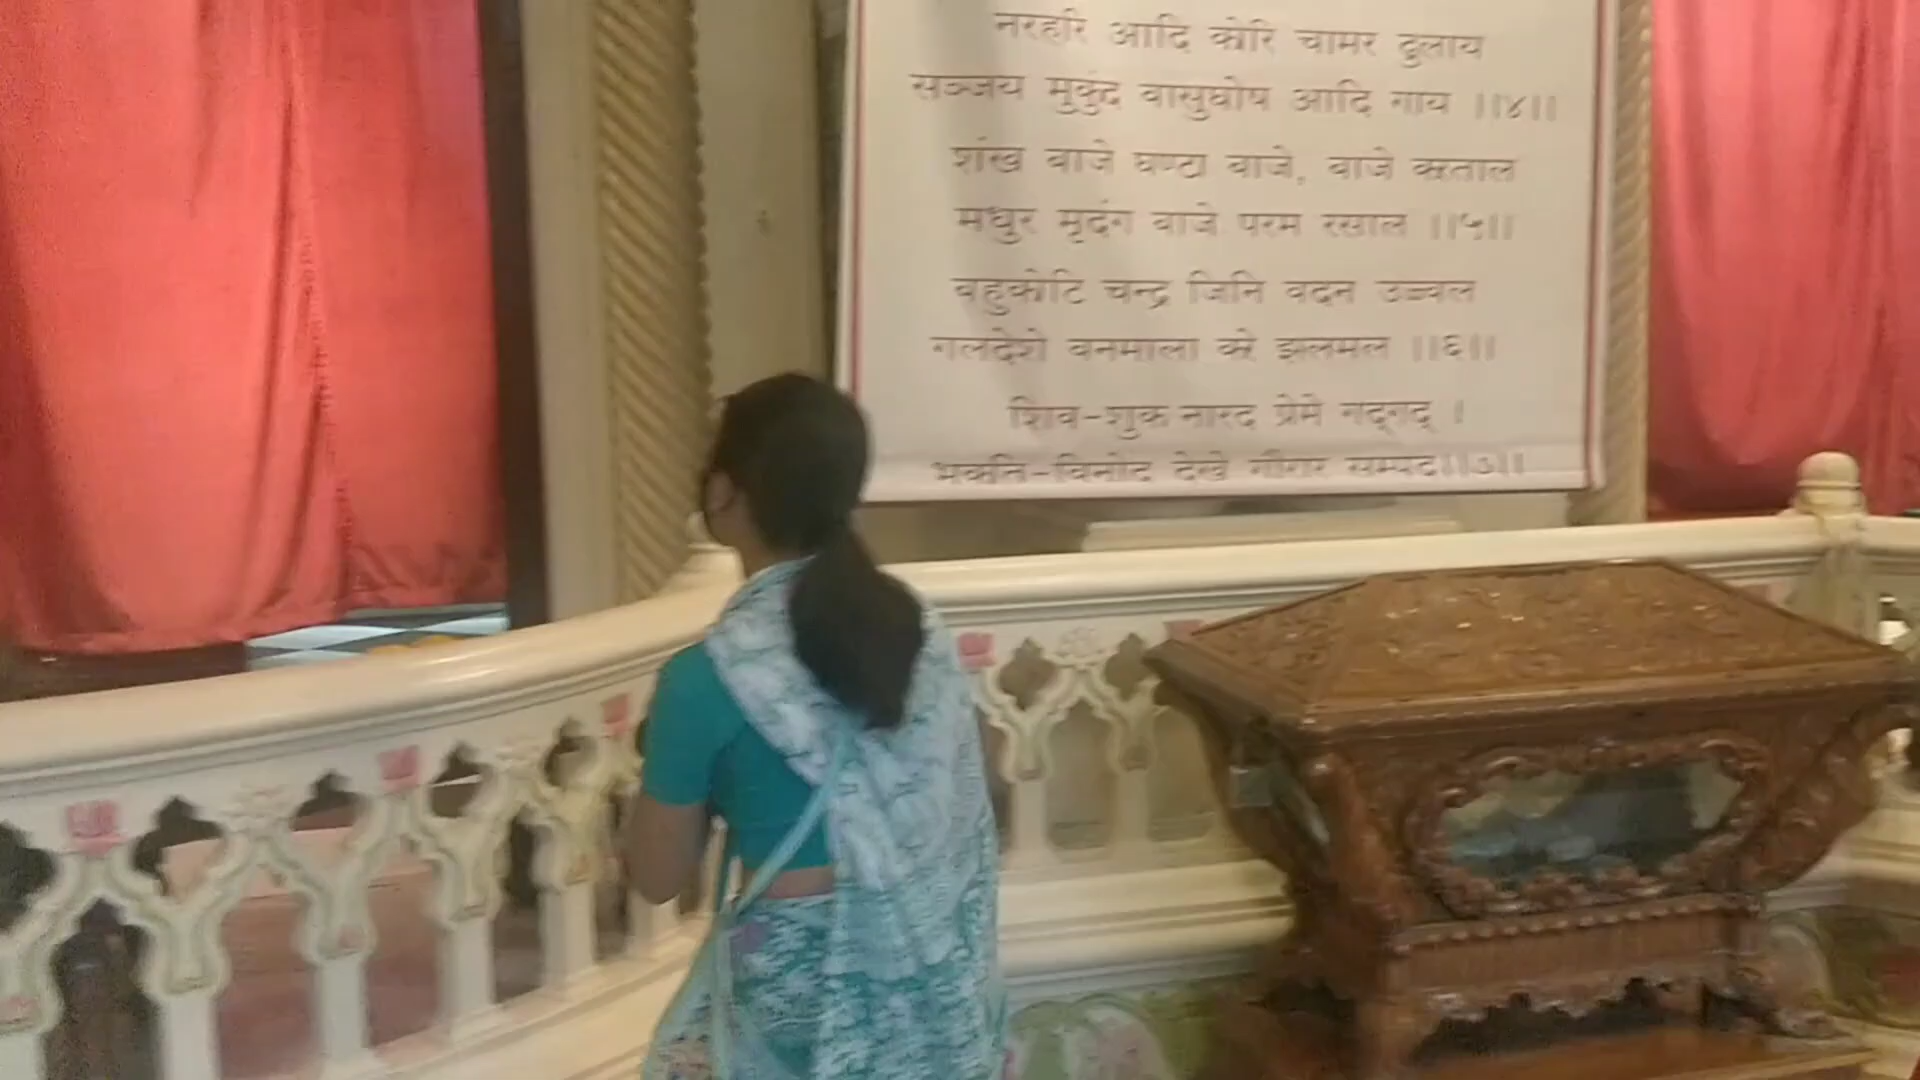 नरहरि आदि कोरि चामर ढुलाय
सञ्जय मुकुंद वासुघोष आदि गाय ।।४।।
शंख बाजे घण्टा बाजे, बाजे करताल
मधुर मृदंग बाजे परम रसाल ।।५।।
बहुकोटि चन्द्र जिनि वदन उज्वल
गलदेशे वनमाला करे झलमल ।।६।।
शिव-शुक नारद प्रेमे गद्गद् ।
भकति-विनोद देखे गौरार सम्पद।।७।।